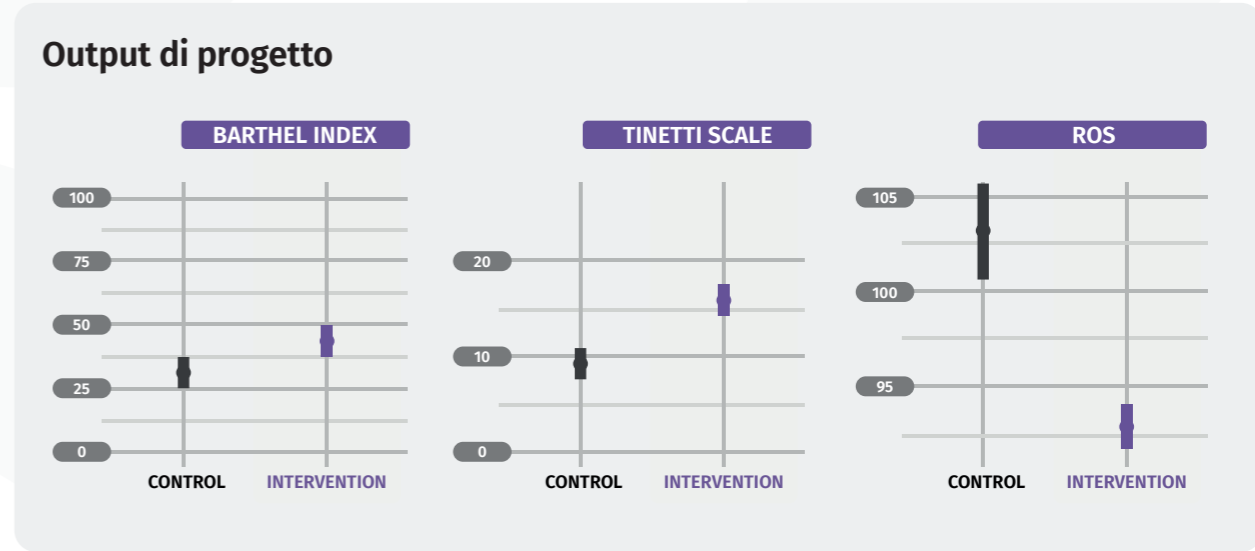 Output di progetto
BARTHEL INDEX
100
75
50
25
0
CONTROL INTERVENTION
TINETTI SCALE
20
10
0
CONTROL INTERVENTION
ROS
105
100
95
CONTROL INTERVENTION